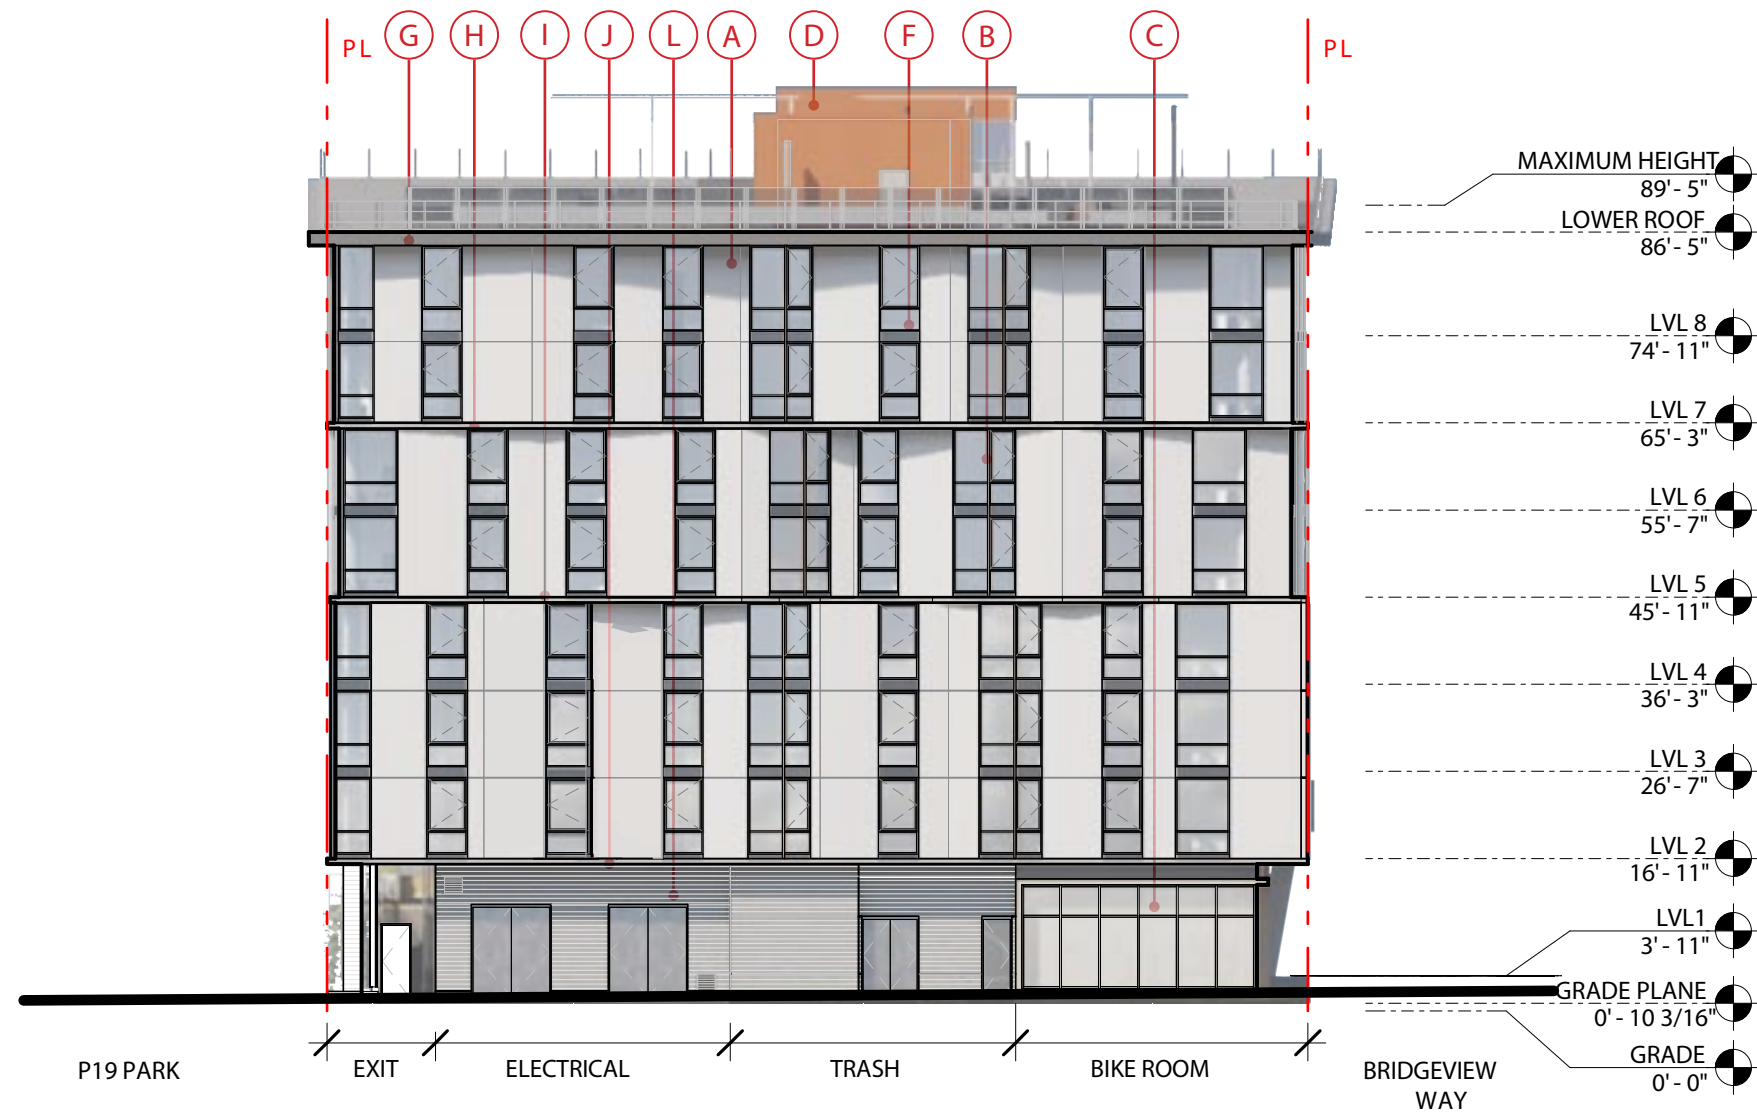 PL G H I J L A D F B C PL
MAXIMUM HEIGHT
89' - 5"
LOWER ROOF
86' - 5"
LVL 8
74' - 11"
LVL 7
65' - 3"
LVL 6
55' - 7"
LVL 5
45' - 11"
LVL 4
36' - 3"
LVL 3
26' - 7"
LVL 2
16' - 11"
LVL1
3' - 11"
GRADE PLANE
0' - 10 3/16"
GRADE
0' - 0"
P19 PARK EXIT ELECTRICAL TRASH BIKE ROOM BRIDGEVIEW
WAY